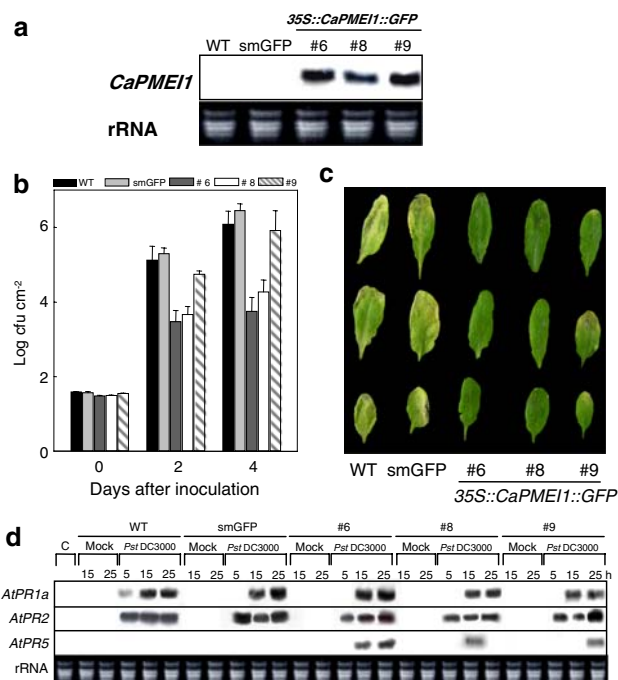 a
35S::CaPMEI1::GFP
WT smGFP #6 #8 #9
CaPMEI1
rRNA
b
WT smGFP # 6 # 8 #9
Log cfu cm-2
6
4
2
0
0 2 4
Days after inoculation
c
WT smGFP #6 #8 #9
35S::CaPMEI1::GFP
d
WT smGFP #6 #8 #9
C Mock Pst DC3000 Mock Pst DC3000 Mock Pst DC3000 Mock Pst DC3000 Mock Pst DC3000
15 25 5 15 25 15 25 5 15 25 15 25 5 15 25 15 25 5 15 25 15 25 5 15 25 h
AtPR1a
AtPR2
AtPR5
rRNA